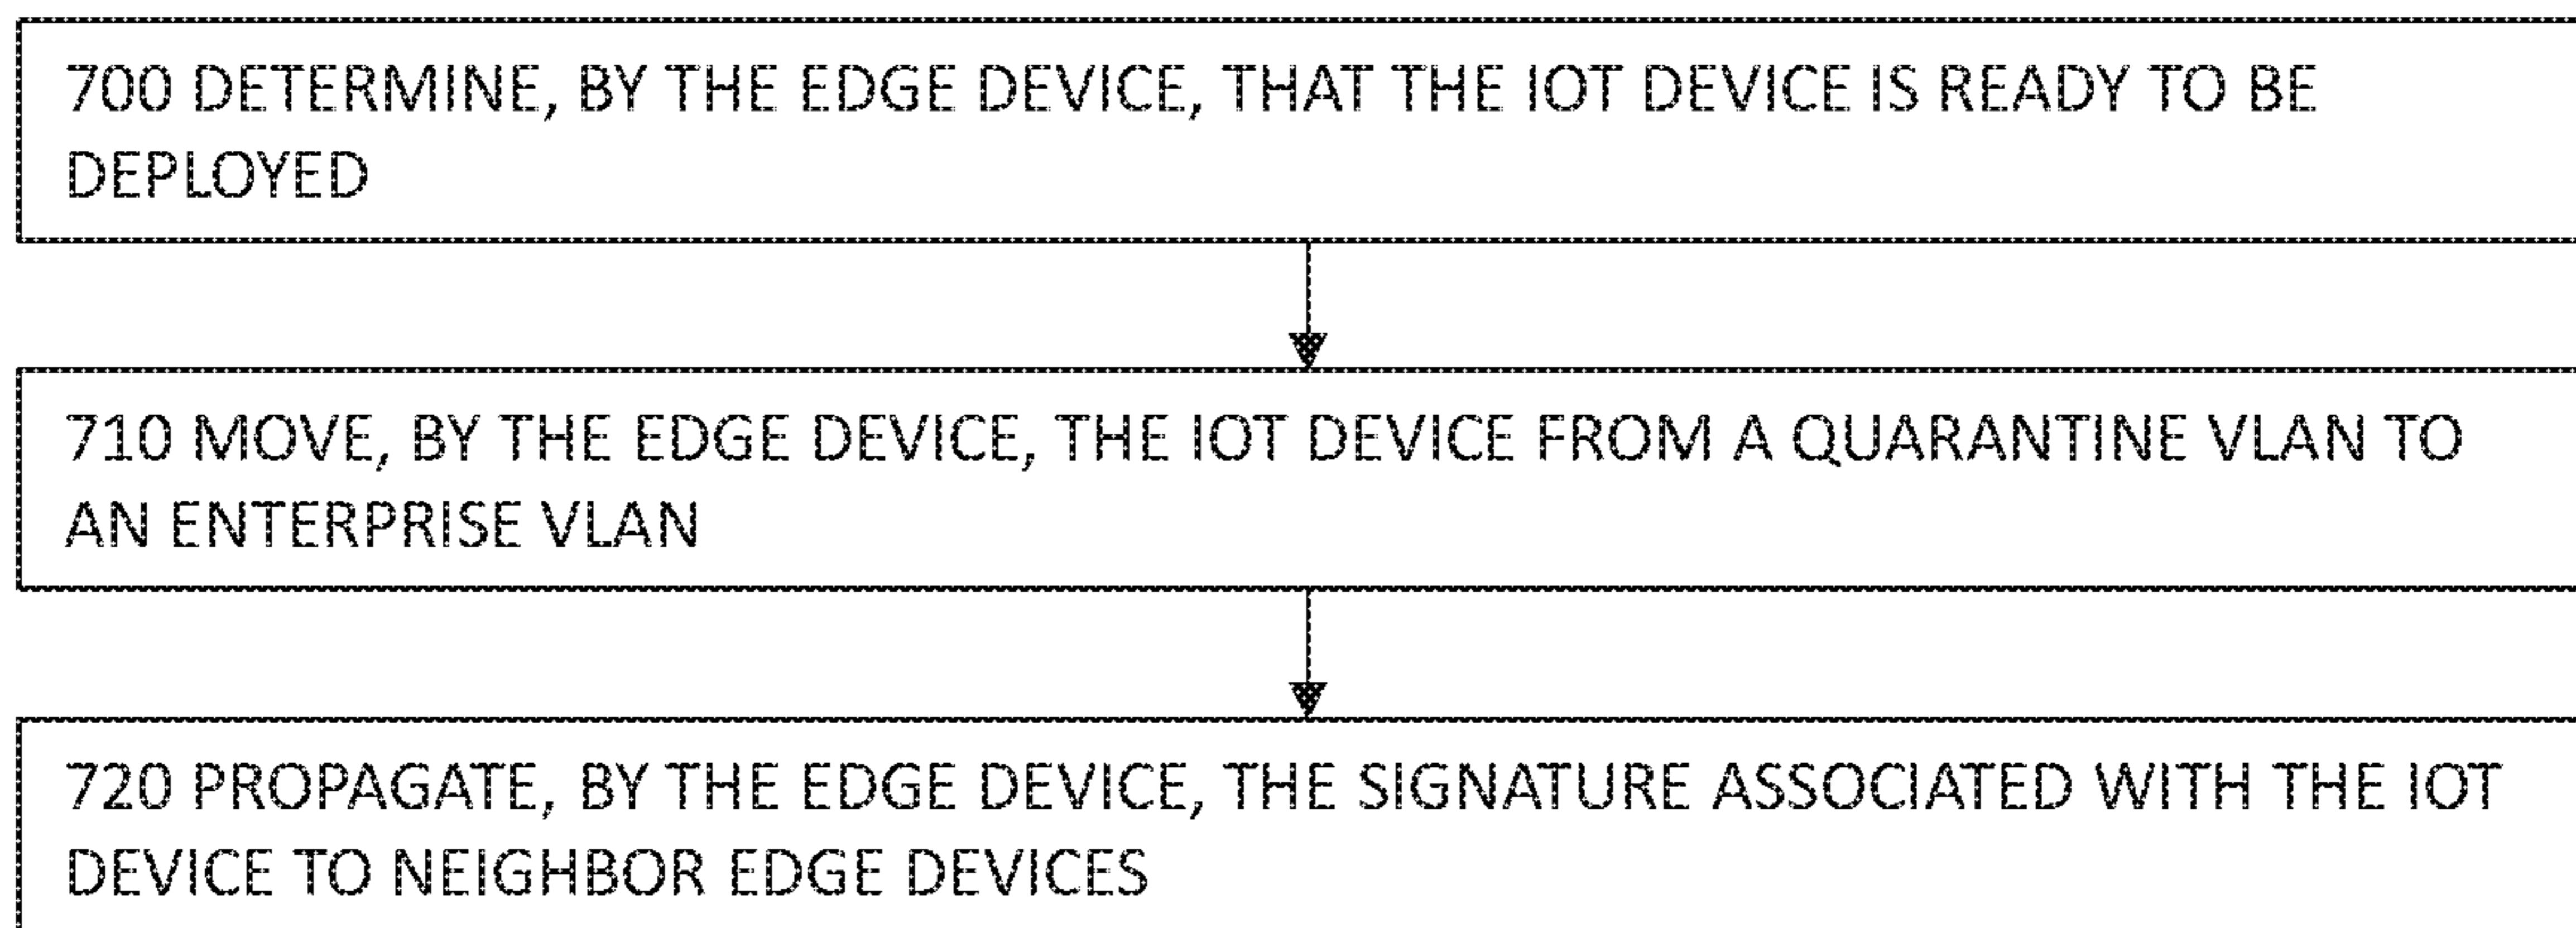 700 DETERMINE, BY THE EDGE DEVICE, THAT THE IOT DEVICE IS READY TO BE
DEPLOYED
710 MOVE, BY THE EDGE DEVICE, THE IOT DEVICE FROM A QUARANTINE VLAN TO
AN ENTERPRISE VLAN
720 PROPAGATE, BY THE EDGE DEVICE, THE SIGNATURE ASSOCIATED WITH THE IOT
DEVICE TO NEIGHBOR EDGE DEVICES